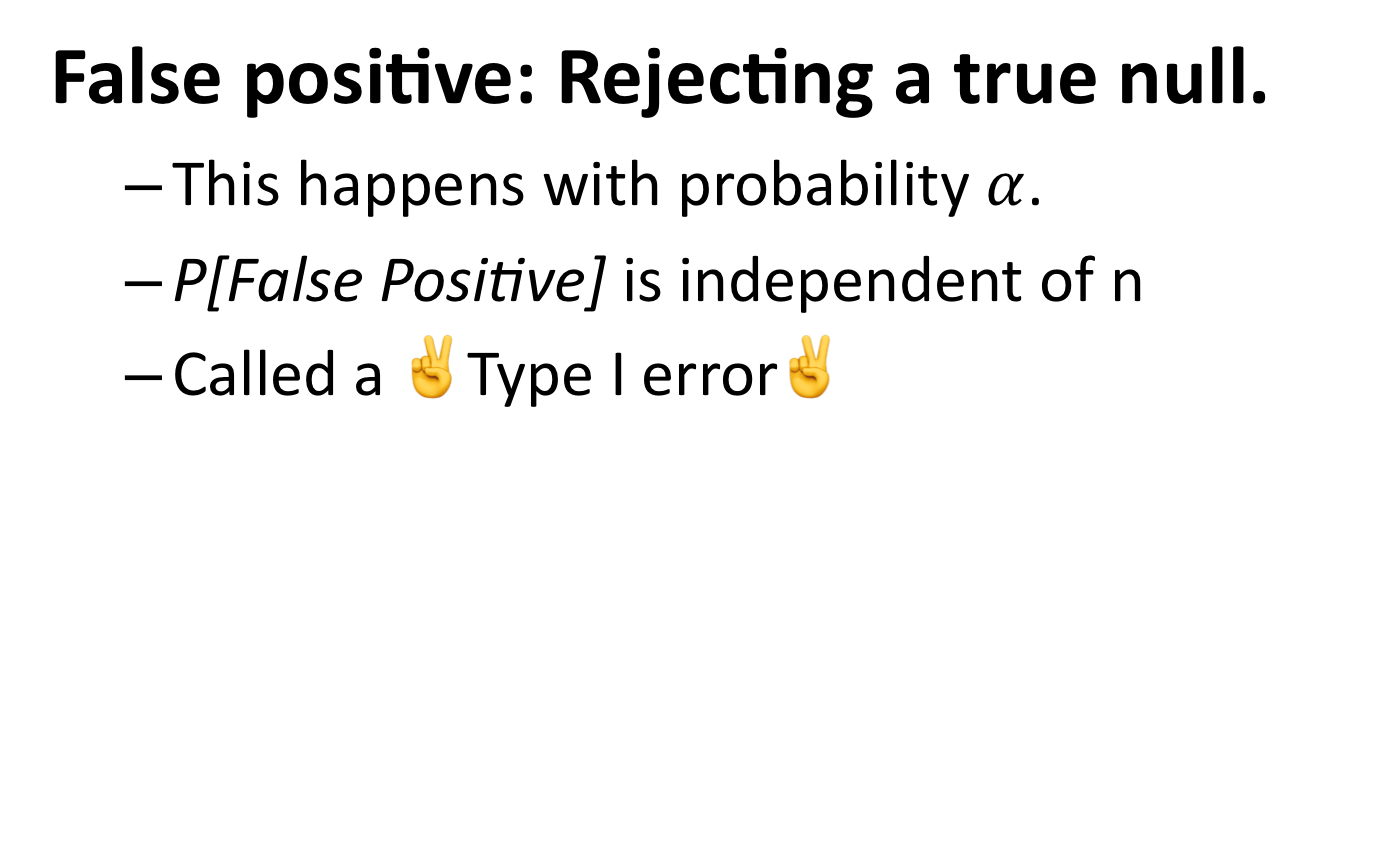 False positive: Rejecting a true null.
– This happens with probability 𝛼.
– P[False Positive] is independent of n
– Called a ✌Type I error✌